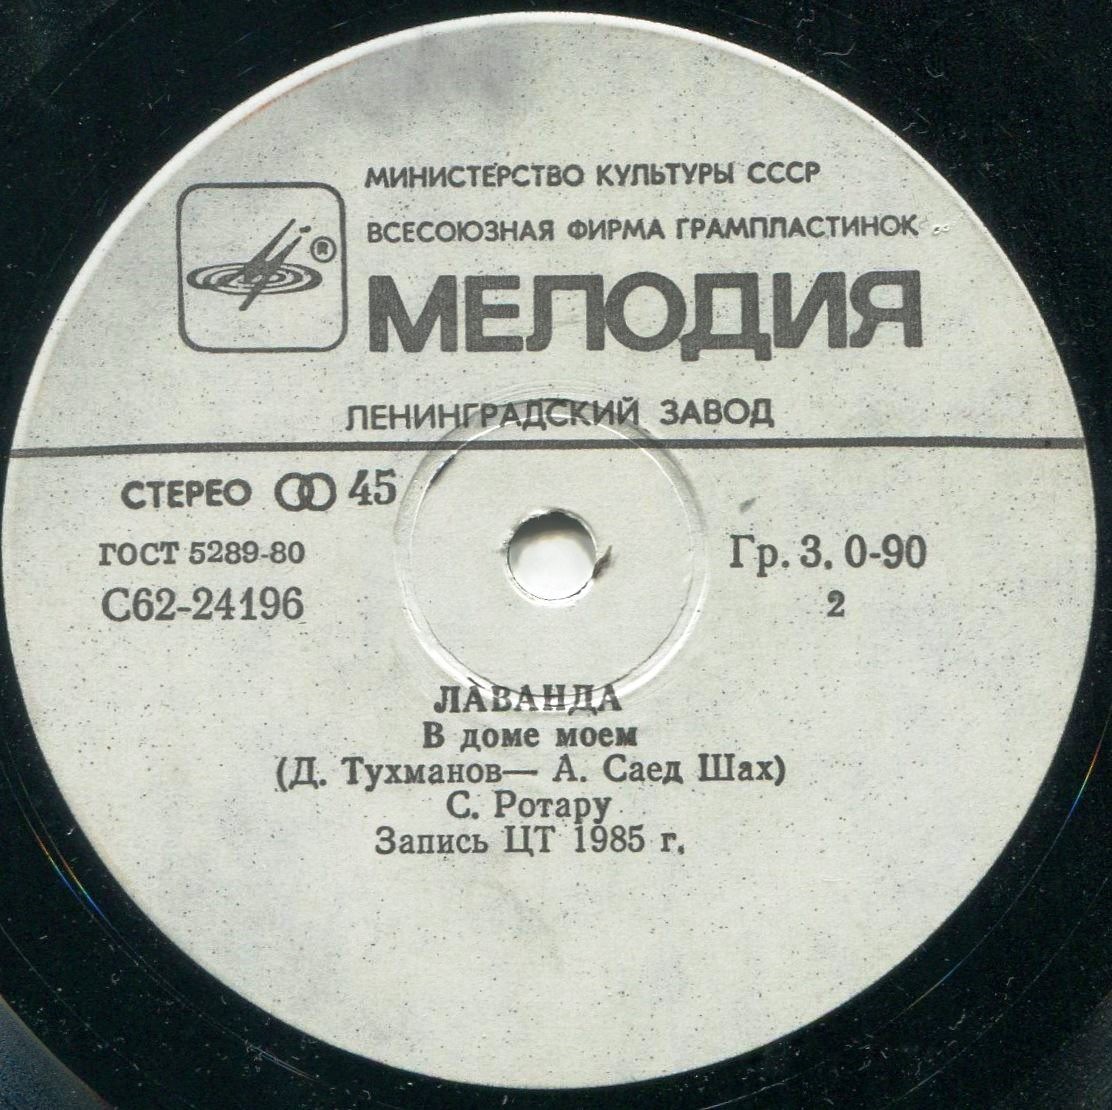 МИНИСТЕРСТВО КУЛЬТУРЫ СССР
ВСЕСОЮЗНАЯ ФИРМА ГРАМПЛАСТИНОК
®
МЕЛОДИЯ
ЛЕНИНГРАДСКИЙ ЗАВОД
СТЕРЕО 45
ГОСТ 5289-80
Гр. 3. 0-90
С62-24196
2
ЛАВАНДА
В доме моем
(Д. Тухманов— А. Саед Шах)
С. Ротару
Запись ЦТ 1985 г.